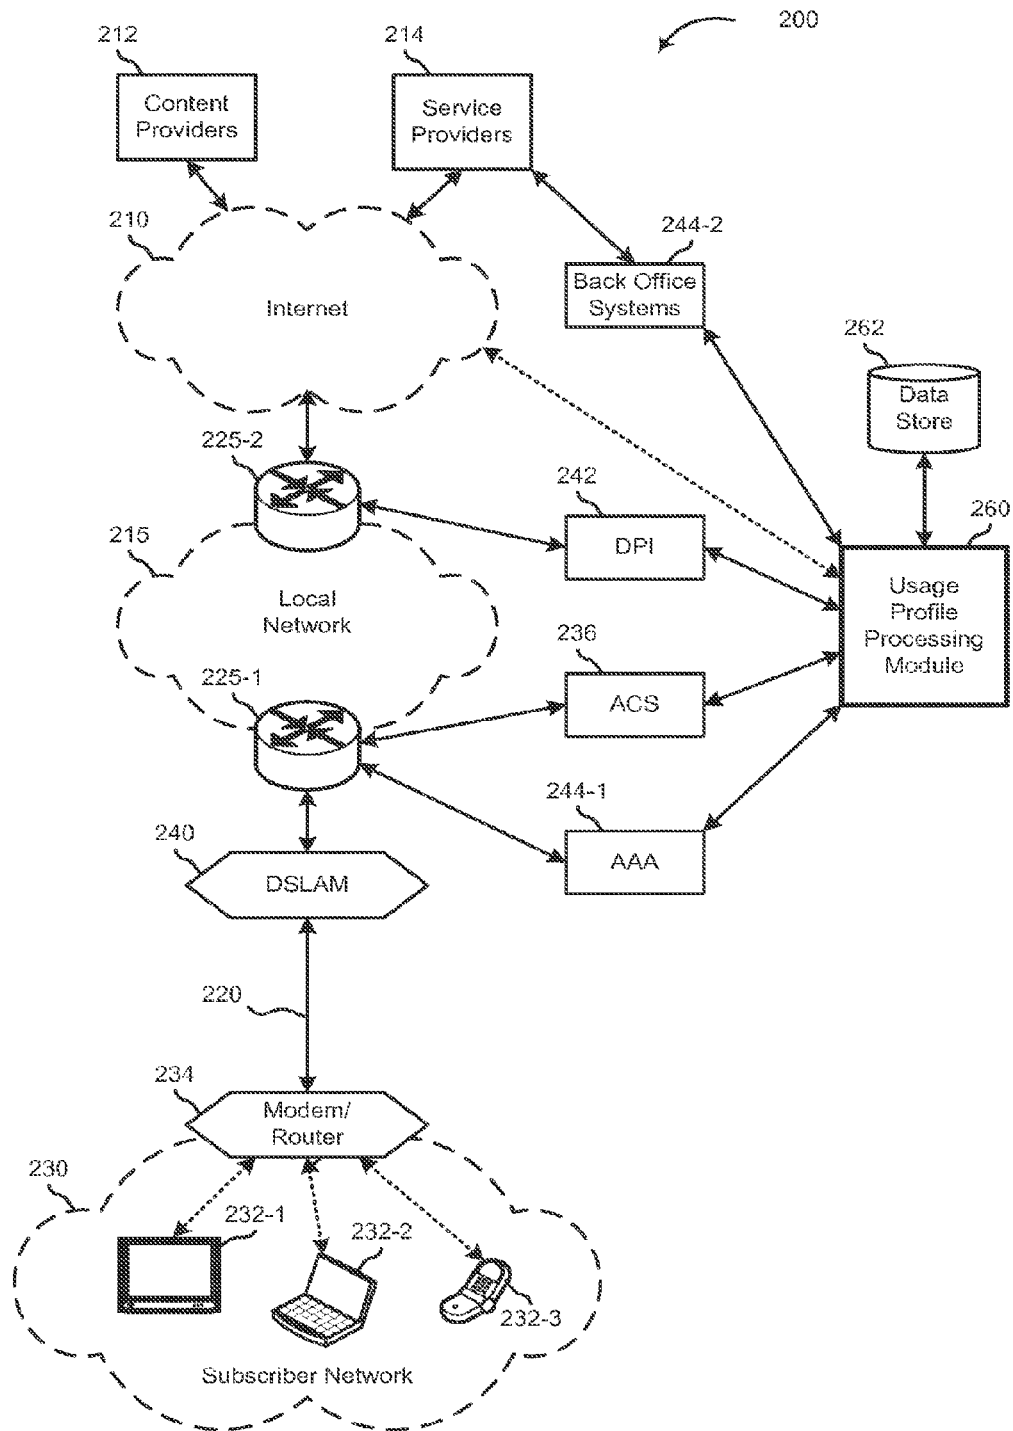 200
212
214
Content
Providers
Service
Providers
210
244-2
Internet
Back Office
Systems
262
Data
Store
225-2
242
260
215
DPI
Usage
Profile
Processing
Module
Local
Network
236
225-1
ACS
244-1
240
AAA
DSLAM
220
234
Modem/
Router
230
232-1
232-2
232-3
Subscriber Network